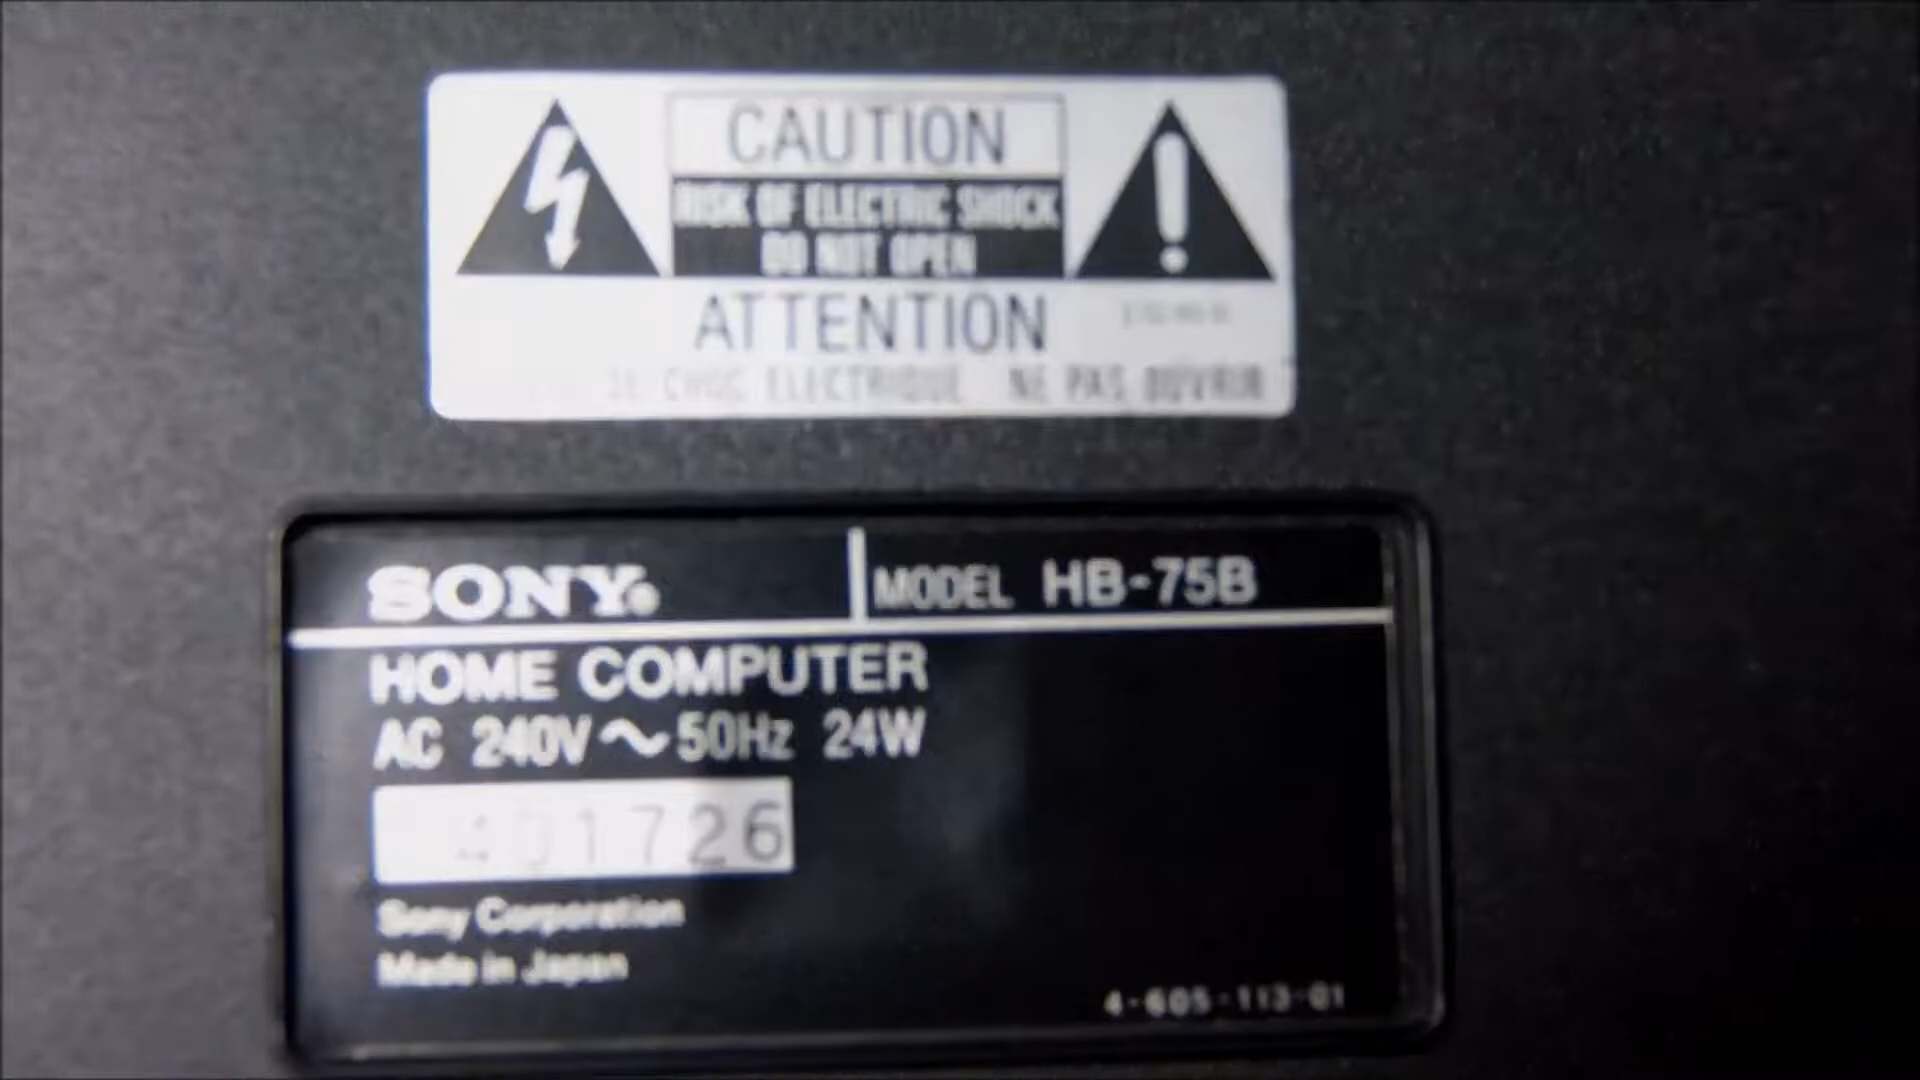 CAUTION
RISK OF ELECTRIC SHOCK
DO NOT OPEN
ATTENTION
CHOC ELECTRIQUE NE PAS OUVRIR
SONY
MODEL HB-75B
HOME COMPUTER
AC 240V ~ 50Hz 24W
401726
Sony Corporation
Made in Japan
4-605-113-01